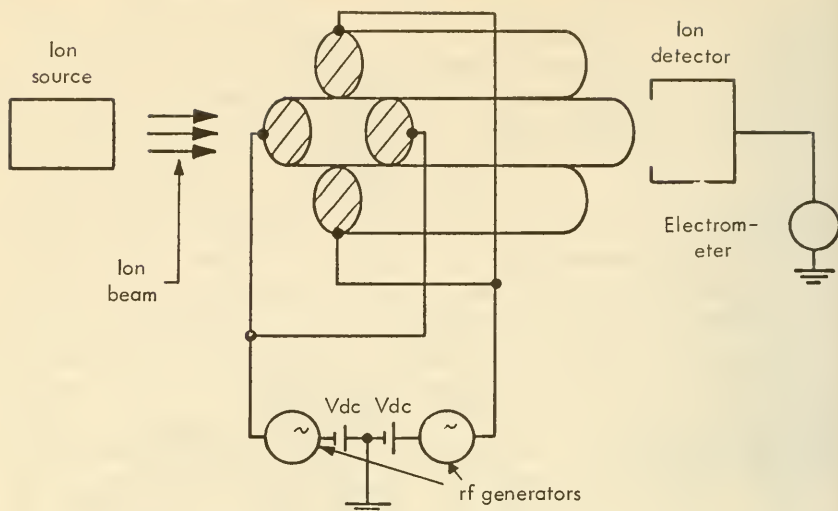 Ion
source
Ion
detector
Ion
beam
Electrom-
eter
Vdc
Vdc
~
~
rf generators